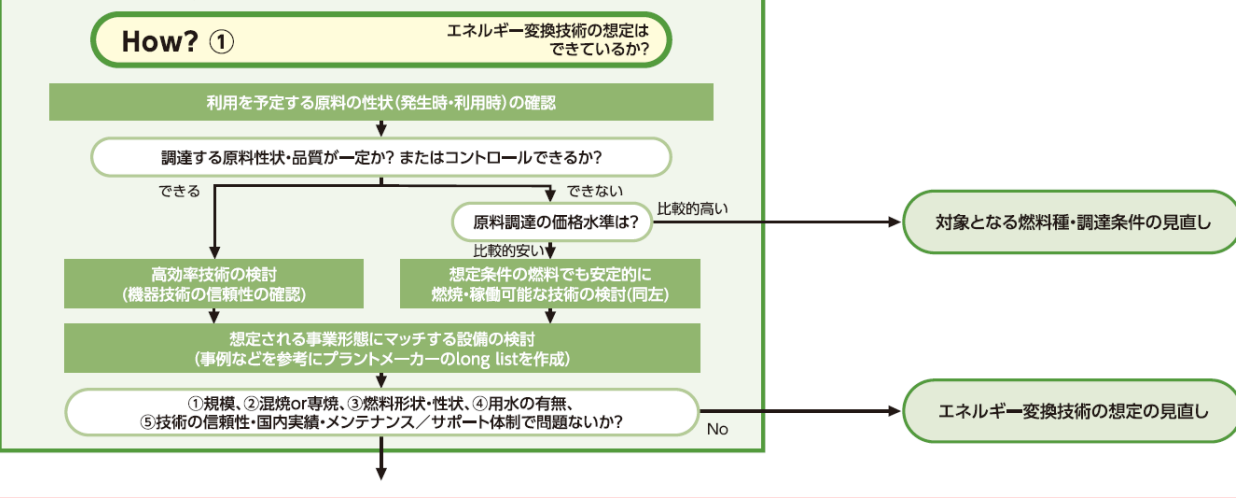 How? ①
エネルギー変換技術の想定は
できているか?
利用を予定する原料の性状(発生時・利用時)の確認
調達する原料性状・品質が一定か? またはコントロールできるか?
できる
できない
原料調達の価格水準は?
比較的高い
対象となる燃料種・調達条件の見直し
比較的安い
高効率技術の検討
(機器技術の信頼性の確認)
想定条件の燃料でも安定的に
燃焼・稼働可能な技術の検討(同左)
想定される事業形態にマッチする設備の検討
(事例などを参考にプラントメーカーのlong listを作成)
①規模、②混焼or専焼、③燃料形状・性状、④用水の有無、
⑤技術の信頼性・国内実績・メンテナンス/サポート体制で問題ないか?
No
エネルギー変換技術の想定の見直し